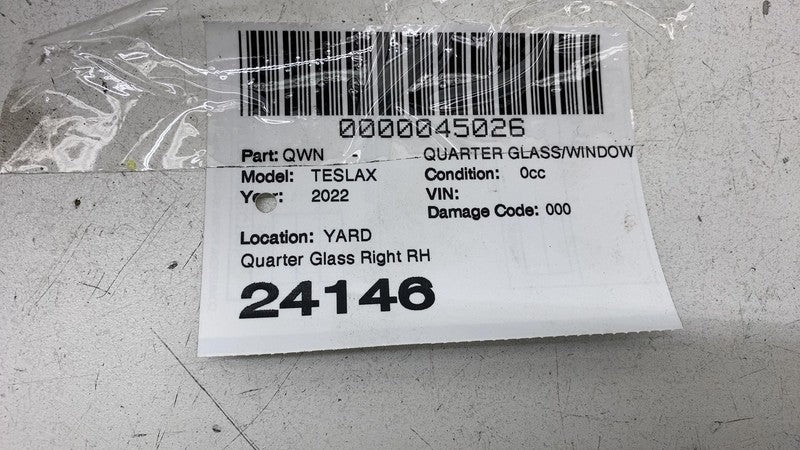 0000045026
Part: QWN - QUARTER GLASS/WINDOW
Model: TESLAX Condition: 0cc
Year: 2022 VIN:
Damage Code: 000
Location: YARD
Quarter Glass Right RH
24146